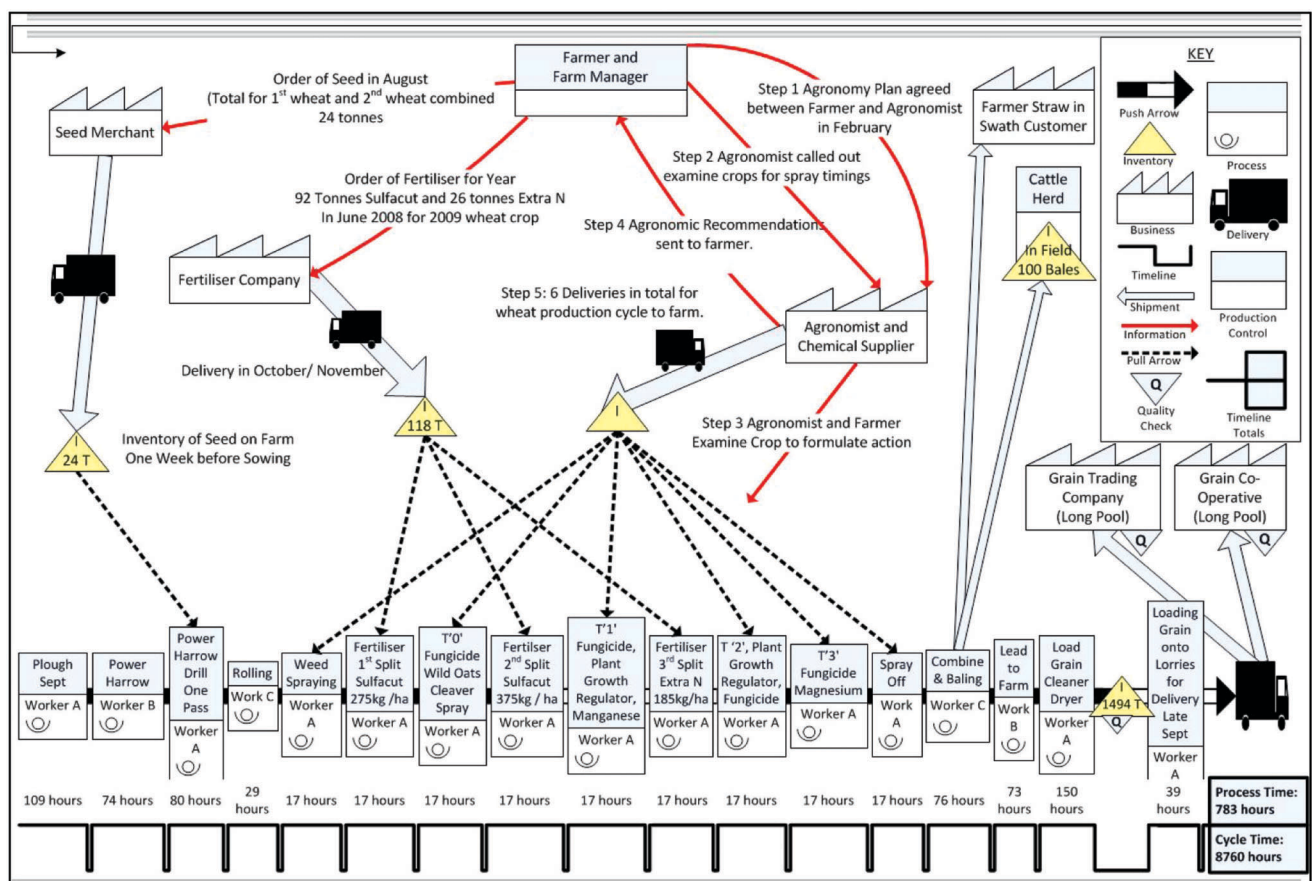 Farmer and
Farm Manager
KEY
Push Arrow
Inventory
Process
Business
Delivery
Timeline
Shipment
Information
Production
Control
Pull Arrow
Q
Quality
Check
Timeline
Totals
Order of Seed in August
(Total for 1st wheat and 2nd wheat combined
24 tonnes
Seed Merchant
Step 1 Agronomy Plan agreed
between Farmer and Agronomist
in February
Farmer Straw in
Swath Customer
Step 2 Agronomist called out
examine crops for spray timings
Order of Fertiliser for Year
92 Tonnes Sulfacut and 26 tonnes Extra N
In June 2008 for 2009 wheat crop
Cattle
Herd
I
In Field
100 Bales
Step 4 Agronomic Recommendations
sent to farmer.
Fertiliser Company
Step 5: 6 Deliveries in total for
wheat production cycle to farm.
Agronomist and
Chemical Supplier
Delivery in October/ November
I
118 T
I
I
24 T
Inventory of Seed on Farm
One Week before Sowing
Step 3 Agronomist and Farmer
Examine Crop to formulate action
Grain Trading
Company
(Long Pool)
Q
Grain Co-
Operative
(Long Pool)
Q
Plough
Sept
Worker A
Power
Harrow
Worker B
Power
Harrow
Drill
One
Pass
Worker
A
Rolling
Work C
Weed
Spraying
Worker
A
Fertiliser
1st Split
Sulfacut
275kg /ha
Worker A
T'0'
Fungicide
Wild Oats
Cleaver
Spray
Worker A
Fertiliser
2nd Split
Sulfacut
375kg / ha
Worker A
T'1'
Fungicide,
Plant
Growth
Regulator,
Manganese
Worker A
Fertiliser
3rd Split
Extra N
185kg/ha
Worker A
T '2', Plant
Growth
Regulator,
Fungicide
Worker A
T'3'
Fungicide
Magnesium
Worker A
Spray
Off
Work
A
Combine
& Baling
Worker C
Lead
to
Farm
Work
B
Load
Grain
Cleaner
Dryer
Worker
A
I
1494 T
Q
Loading
Grain
onto
Lorries
for
Delivery
Late
Sept
Worker
A
109 hours
74 hours
80 hours
29
hours
17 hours
17 hours
17 hours
17 hours
17 hours
17 hours
17 hours
17 hours
17 hours
76 hours
73
hours
150
hours
39
hours
Process Time:
783 hours
Cycle Time:
8760 hours